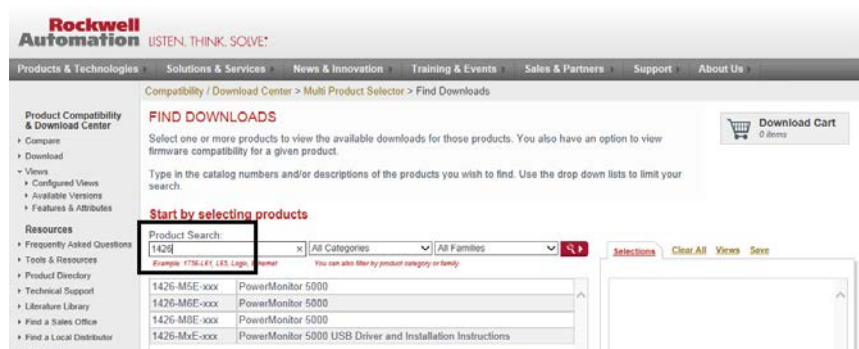 Rockwell
Automation LISTEN. THINK. SOLVE.
Products & Technologies Solutions & Services News & Innovation Training & Events Sales & Partners Support About Us
Compatibility / Download Center > Multi Product Selector > Find Downloads
Product Compatibility
& Download Center
Compare
Download
Views
Configured Views
Available Versions
Features & Attributes
Resources
Frequently Asked Questions
Tools & Resources
Product Directory
Technical Support
Literature Library
Find a Sales Office
Find a Local Distributor
FIND DOWNLOADS
Select one or more products to view the available downloads for those products. You also have an option to view
firmware compatibility for a given product.
Type in the catalog numbers and/or descriptions of the products you wish to find. Use the drop down lists to limit your
search.
Download Cart
0 items
Start by selecting products
Product Search:
1426 x All Categories All Families
Example: 1756-L61, L63, Logix, Ethernet You can also filter by product category or family
1426-M5E-xxx PowerMonitor 5000
1426-M6E-xxx PowerMonitor 5000
1426-M8E-xxx PowerMonitor 5000
1426-MxE-xxx PowerMonitor 5000 USB Driver and Installation Instructions
Selections Clear All Views Save